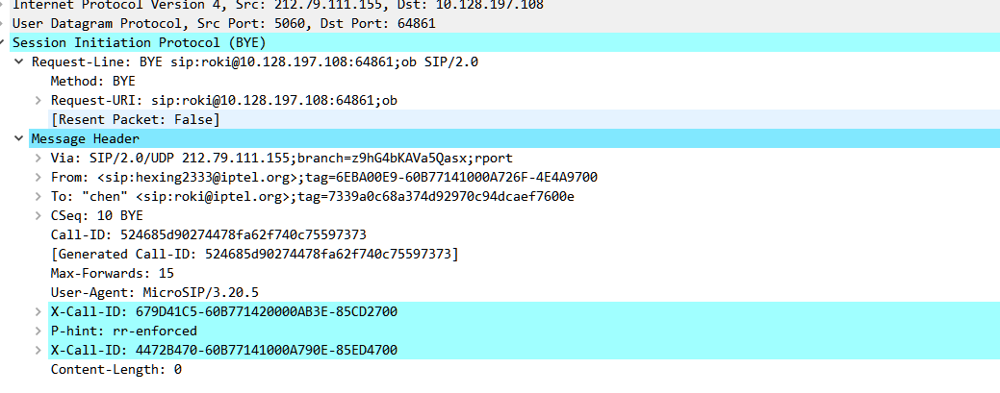 Internet Protocol Version 4, Src: 212.79.111.155, Dst: 10.128.197.108
User Datagram Protocol, Src Port: 5060, Dst Port: 64861
Session Initiation Protocol (BYE)
Request-Line: BYE sip:roki@10.128.197.108:64861;ob SIP/2.0
Method: BYE
Request-URI: sip:roki@10.128.197.108:64861;ob
[Resent Packet: False]
Message Header
Via: SIP/2.0/UDP 212.79.111.155;branch=z9hG4bKAVa5Qasx;rport
From: <sip:hexing2333@iptel.org>;tag=6EBA00E9-60B77141000A726F-4E4A9700
To: "chen" <sip:roki@iptel.org>;tag=7339a0c68a374d92970c94dcaef7600e
CSeq: 10 BYE
Call-ID: 524685d90274478fa62f740c75597373
[Generated Call-ID: 524685d90274478fa62f740c75597373]
Max-Forwards: 15
User-Agent: MicroSIP/3.20.5
X-Call-ID: 679D41C5-60B771420000AB3E-85CD2700
P-hint: rr-enforced
X-Call-ID: 4472B470-60B77141000A790E-85ED4700
Content-Length: 0